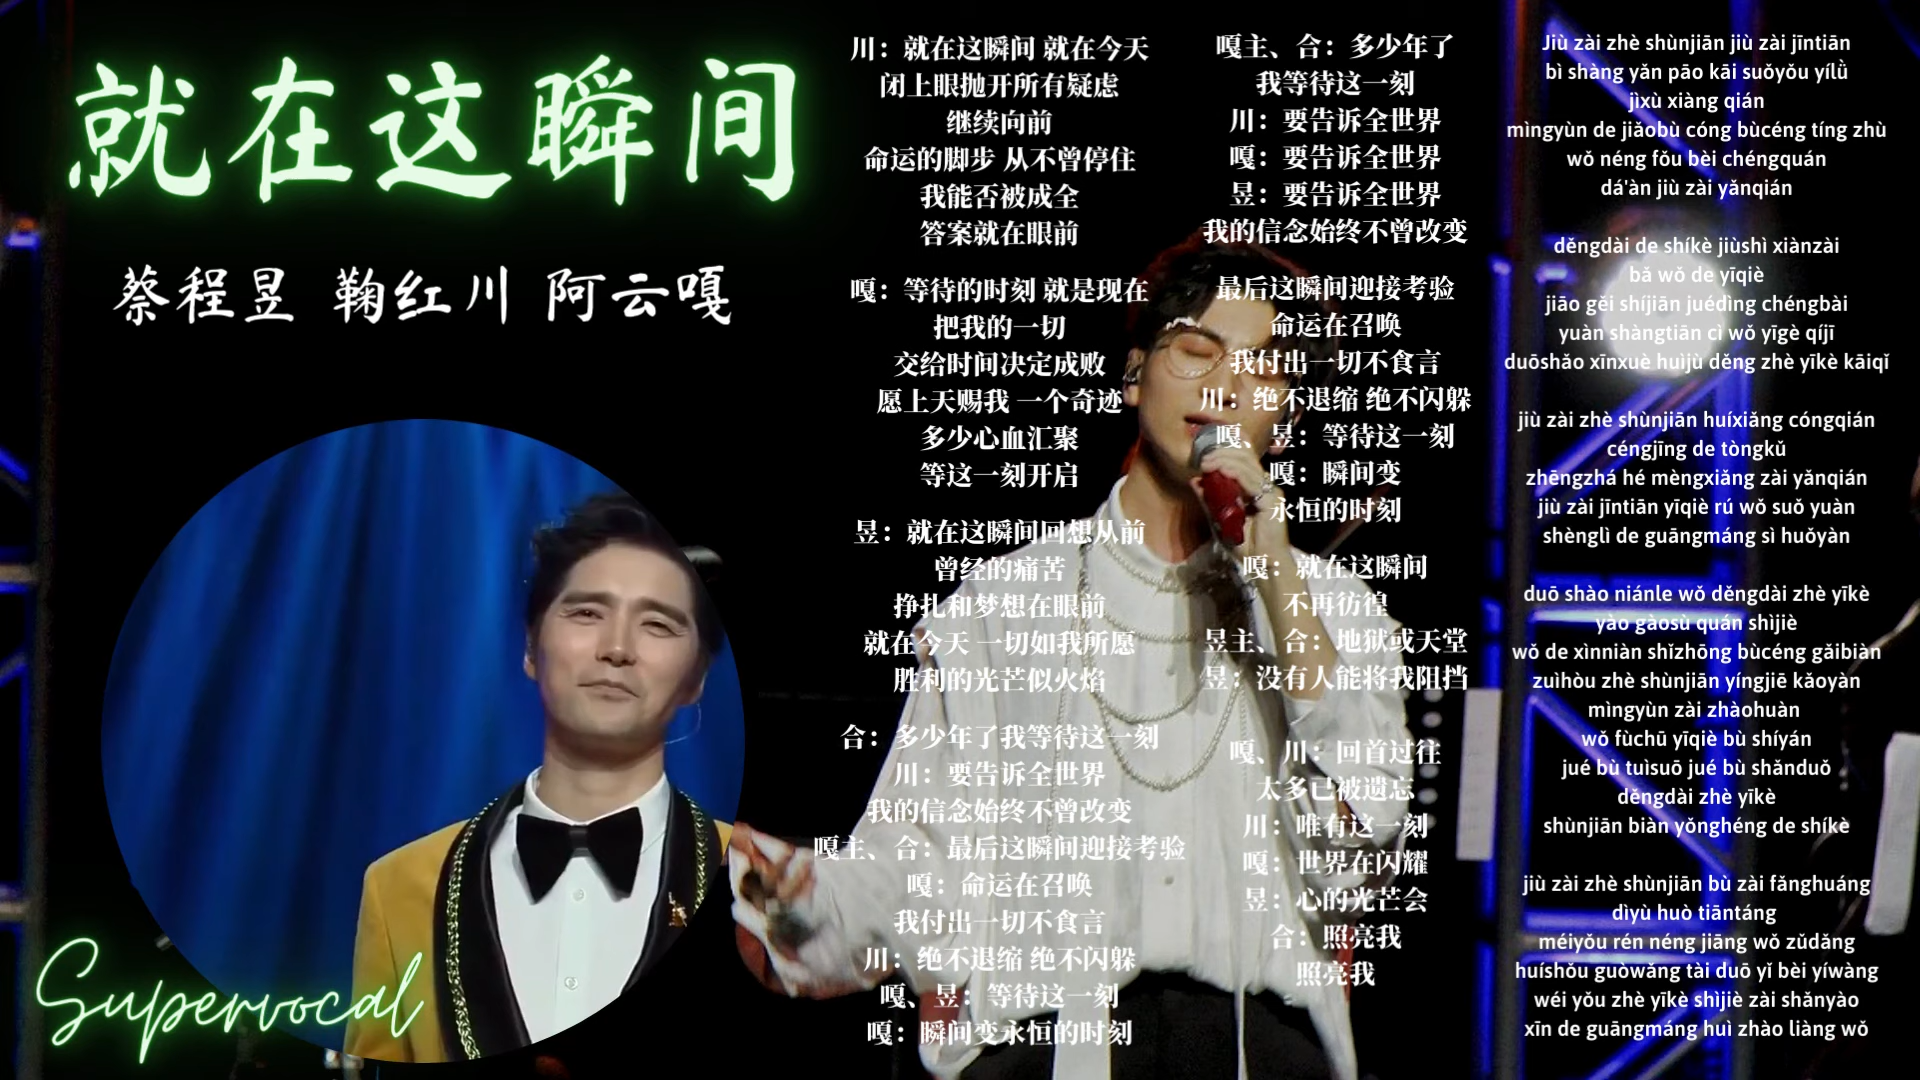 就在这瞬间
蔡程昱 鞠红川 阿云嘎
Supervocal
川：就在这瞬间 就在今天
闭上眼抛开所有疑虑
继续向前
命运的脚步 从不曾停住
我能否被成全
答案就在眼前
嘎：等待的时刻 就是现在
把我的一切
交给时间决定成败
愿上天赐我 一个奇迹
多少心血汇聚
等这一刻开启
昱：就在这瞬间回想从前
曾经的痛苦
挣扎和梦想在眼前
就在今天 一切如我所愿
胜利的光芒似火焰
合：多少年了我等待这一刻
川：要告诉全世界
我的信念始终不曾改变
嘎主、合：最后这瞬间迎接考验
嘎：命运在召唤
我付出一切不食言
川：绝不退缩 绝不闪躲
嘎、昱：等待这一刻
嘎：瞬间变永恒的时刻
嘎主、合：多少年了
我等待这一刻
川：要告诉全世界
嘎：要告诉全世界
昱：要告诉全世界
我的信念始终不曾改变
最后这瞬间迎接考验
命运在召唤
我付出一切不食言
川：绝不退缩 绝不闪躲
嘎、昱：等待这一刻
嘎：瞬间变
永恒的时刻
嘎：就在这瞬间
不再彷徨
昱主、合：地狱或天堂
昱：没有人能将我阻挡
嘎、川：回首过往
太多已被遗忘
川：唯有这一刻
嘎：世界在闪耀
昱：心的光芒会
合：照亮我
照亮我
Jiù zài zhè shùnjiān jiù zài jīntiān
bì shàng yǎn pāo kāi suǒyǒu yílǜ
jìxù xiàng qián
mìngyùn de jiǎobù cóng bùcéng tíng zhù
wǒ néng fǒu bèi chéngquán
dá'àn jiù zài yǎnqián
děngdài de shíkè jiùshì xiànzài
bǎ wǒ de yīqiè
jiāo gěi shíjiān juédìng chéngbài
yuàn shàngtiān cì wǒ yīgè qíjī
duōshǎo xīnxuè huìjù děng zhè yīkè kāiqǐ
jiù zài zhè shùnjiān huíxiǎng cóngqián
céngjīng de tòngkǔ
zhēngzhá hé mèngxiǎng zài yǎnqián
jiù zài jīntiān yīqiè rú wǒ suǒ yuàn
shènglì de guāngmáng sì huǒyàn
duō shào niánle wǒ děngdài zhè yīkè
yào gàosù quán shìjiè
wǒ de xìnniàn shǐzhōng bùcéng gǎibiàn
zuìhòu zhè shùnjiān yíngjiē kǎoyàn
mìngyùn zài zhàohuàn
wǒ fùchū yīqiè bù shíyán
jué bù tuìsuō jué bù shǎnduǒ
děngdài zhè yīkè
shùnjiān biàn yǒnghéng de shíkè
jiù zài zhè shùnjiān bù zài fǎnghuáng
dìyù huò tiāntáng
méiyǒu rén néng jiāng wǒ zǔdǎng
huíshǒu guòwǎng tài duō yǐ bèi yíwàng
wéi yǒu zhè yīkè shìjiè zài shǎnyào
xīn de guāngmáng huì zhào liàng wǒ